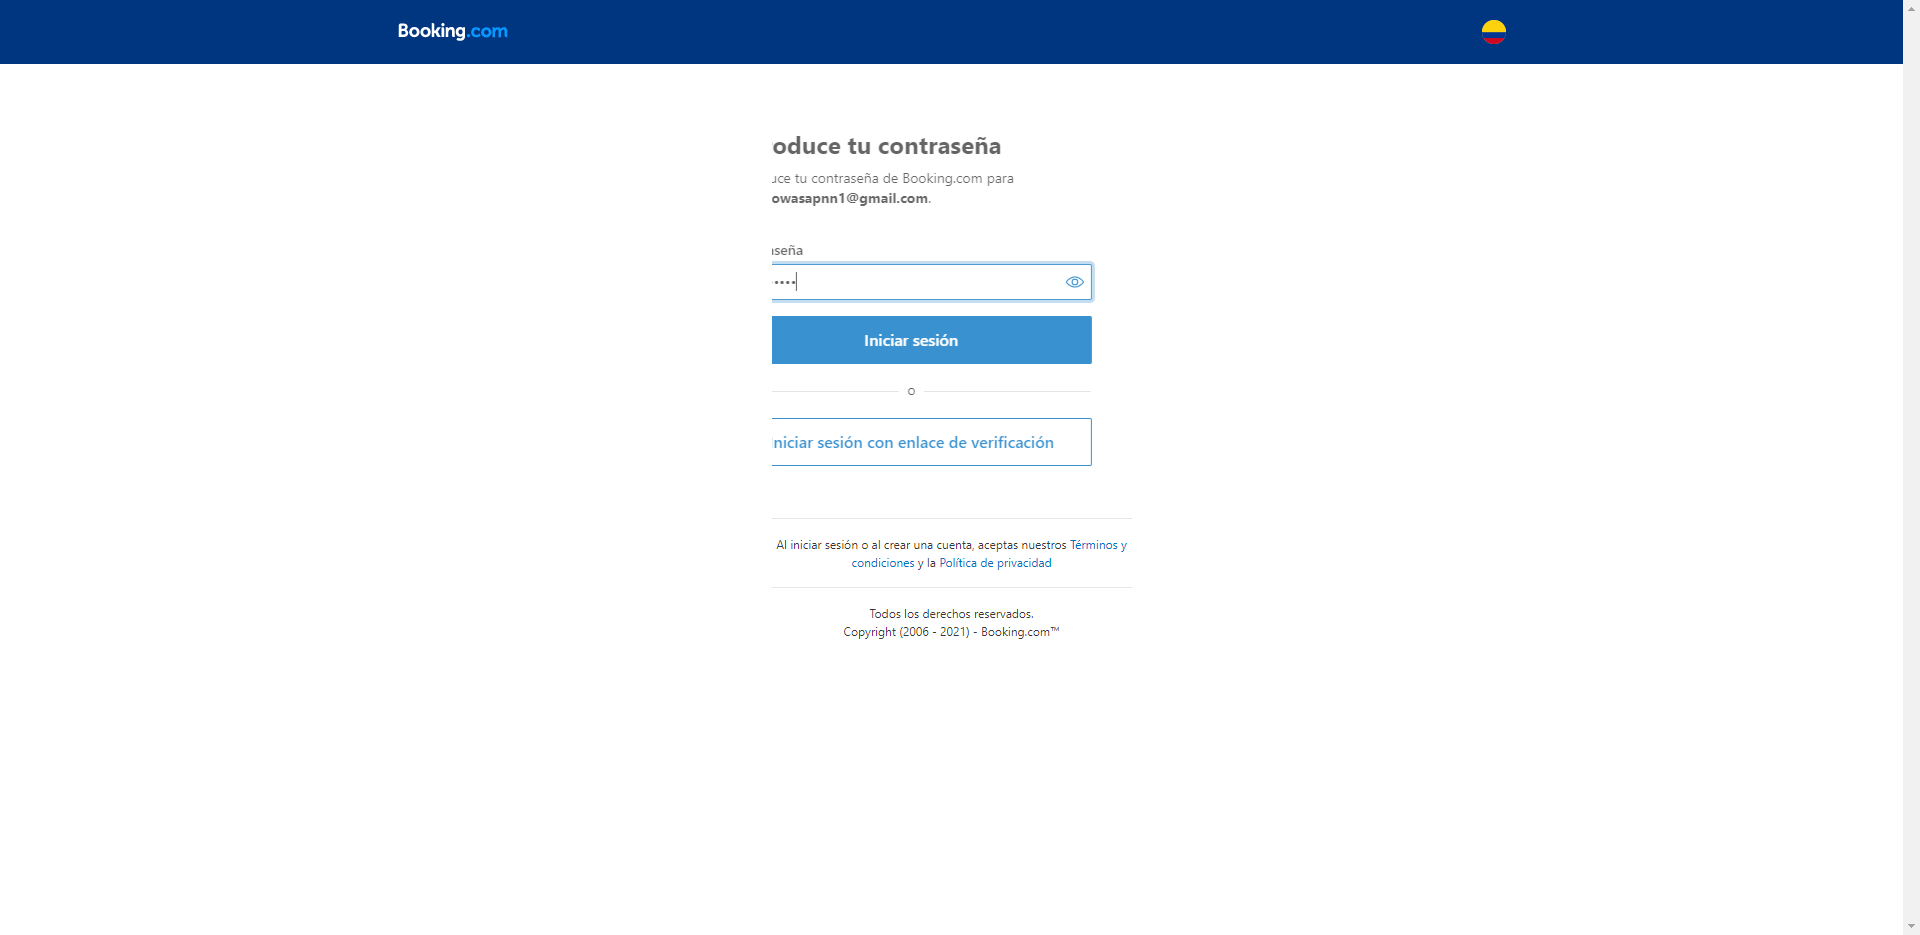 Booking.com
oduce tu contraseña
uce tu contraseña de Booking.com para
owasapnn1@gmail.com.
aseña
Iniciar sesión
o
niciar sesión con enlace de verificación
Al iniciar sesión o al crear una cuenta, aceptas nuestros Términos y
condiciones y la Política de privacidad
Todos los derechos reservados.
Copyright (2006 - 2021) - Booking.com™